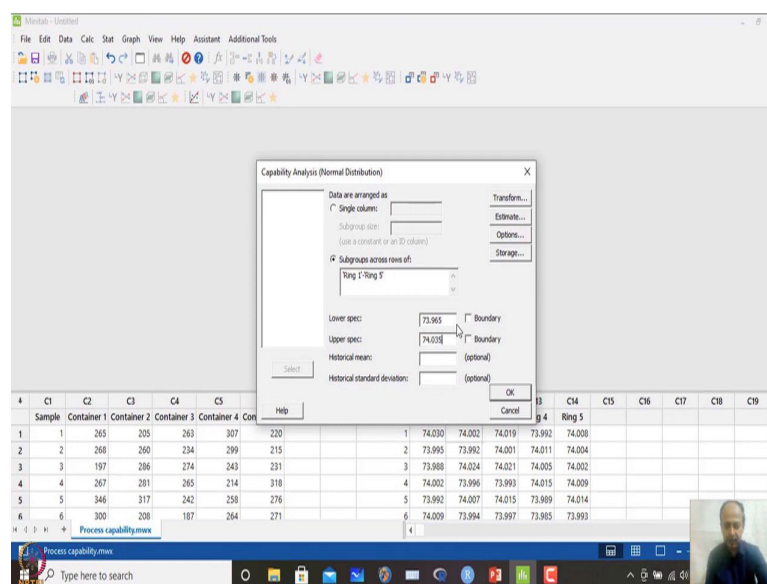 Minitab - Untitled
File Edit Data Calc Stat Graph View Help Assistant Additional Tools
Capability Analysis (Normal Distribution)
Data are arranged as
Single column:
Subgroup size:
(use a constant or an ID column)
Subgroups across rows of:
'Ring 1'-'Ring 5'
Transform...
Estimate...
Options...
Storage...
Lower spec: 73.965 Boundary
Upper spec: 74.035 Boundary
Historical mean: (optional)
Historical standard deviation: (optional)
Select
OK
Help Cancel
C1 C2 C3 C4 C5 13 C14 C15 C16 C17 C18 C19
Sample Container 1 Container 2 Container 3 Container 4 Con g 4 Ring 5
1 1 265 205 263 307 220 1 74.030 74.002 74.019 73.992 74.008
2 2 268 260 234 299 215 2 73.995 73.992 74.001 74.011 74.004
3 3 197 286 274 243 231 3 73.988 74.024 74.021 74.005 74.002
4 4 267 281 265 214 318 4 74.002 73.996 73.993 74.015 74.009
5 5 346 317 242 258 276 5 73.992 74.007 74.015 73.989 74.014
6 6 300 208 187 264 271 6 74.009 73.994 73.997 73.985 73.993
Process capability.mwx
Process capability.mwx
Type here to search